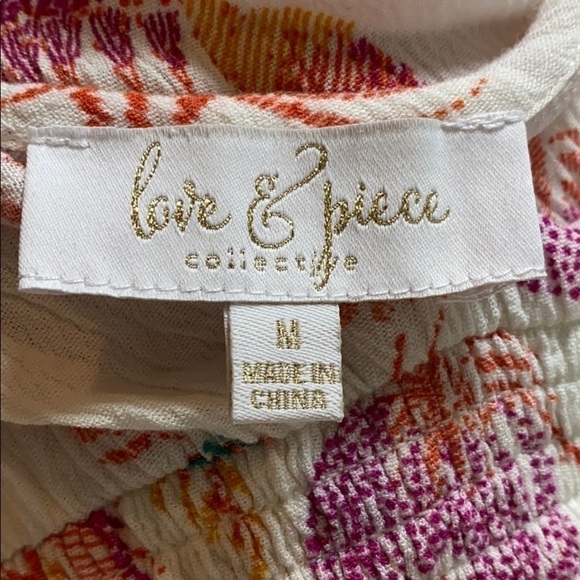 love & piece
collective
M
MADE IN
CHINA